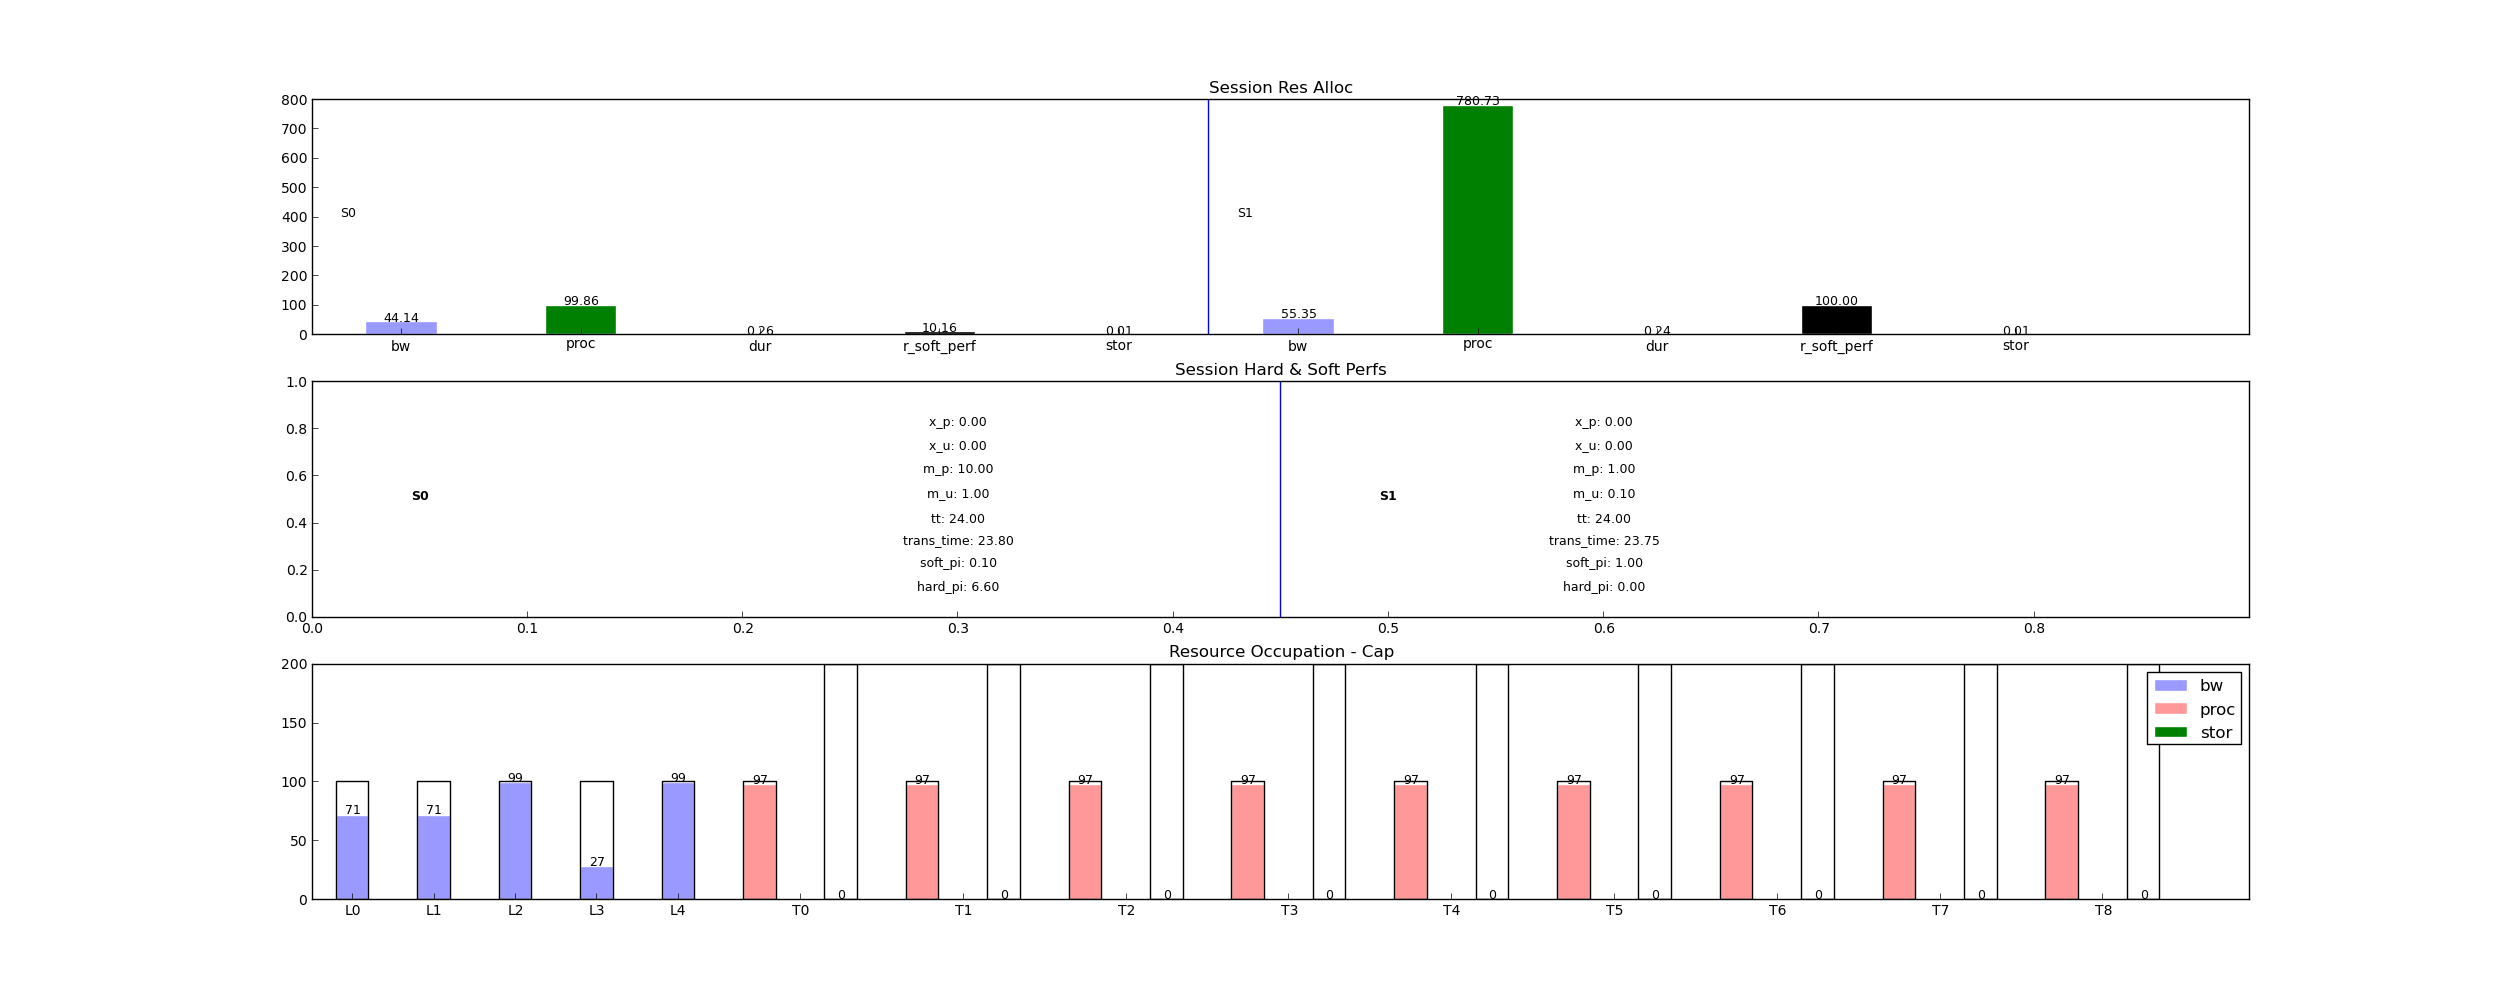 Session Res Alloc
800
700
600
500
400
300
200
100
0
S0
S1
44.14
99.86
0.26
10.16
0.01
55.35
780.73
0.24
100.00
0.01
bw proc dur r_soft_perf stor bw proc dur r_soft_perf stor
Session Hard & Soft Perfs
1.0
0.8
0.6
0.4
0.2
0.0
S0
x_p: 0.00
x_u: 0.00
m_p: 10.00
m_u: 1.00
tt: 24.00
trans_time: 23.80
soft_pi: 0.10
hard_pi: 6.60
S1
x_p: 0.00
x_u: 0.00
m_p: 1.00
m_u: 0.10
tt: 24.00
trans_time: 23.75
soft_pi: 1.00
hard_pi: 0.00
0.0 0.1 0.2 0.3 0.4 0.5 0.6 0.7 0.8
Resource Occupation - Cap
200
150
100
50
0
71 71 99 27 99 97 97 97 97 97 97 97 97 97
0 0 0 0 0 0 0 0 0
L0 L1 L2 L3 L4 T0 T1 T2 T3 T4 T5 T6 T7 T8
bw
proc
stor